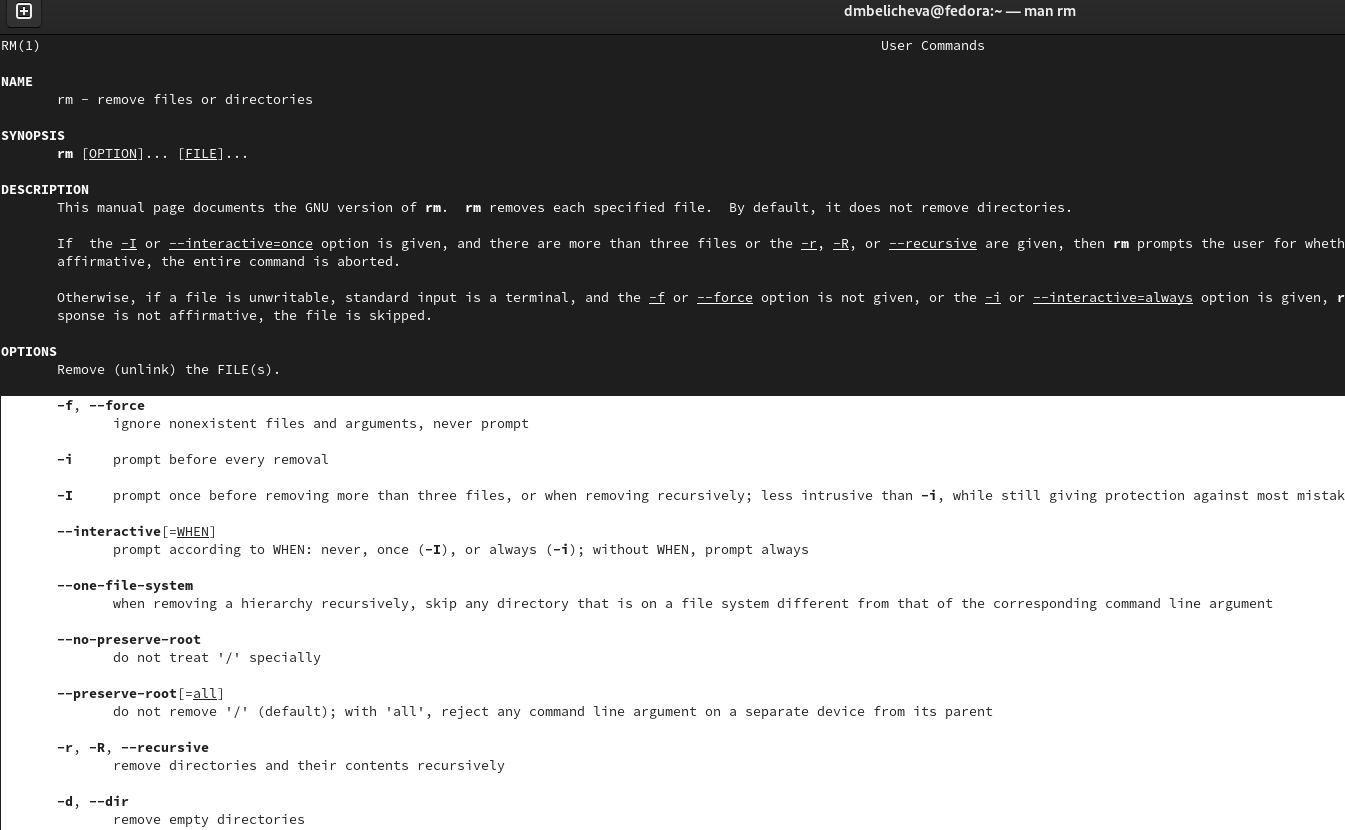 dmbelicheva@fedora:~ — man rm
RM(1) User Commands
NAME
rm - remove files or directories
SYNOPSIS
rm [OPTION]... [FILE]...
DESCRIPTION
This manual page documents the GNU version of rm.  rm removes each specified file.  By default, it does not remove directories.
If  the -I or --interactive=once option is given, and there are more than three files or the -r, -R, or --recursive are given, then rm prompts the user for wheth
affirmative, the entire command is aborted.
Otherwise, if a file is unwritable, standard input is a terminal, and the -f or --force option is not given, or the -i or --interactive=always option is given, r
sponse is not affirmative, the file is skipped.
OPTIONS
Remove (unlink) the FILE(s).
-f, --force
ignore nonexistent files and arguments, never prompt
-i prompt before every removal
-I prompt once before removing more than three files, or when removing recursively; less intrusive than -i, while still giving protection against most mistak
--interactive[=WHEN]
prompt according to WHEN: never, once (-I), or always (-i); without WHEN, prompt always
--one-file-system
when removing a hierarchy recursively, skip any directory that is on a file system different from that of the corresponding command line argument
--no-preserve-root
do not treat '/' specially
--preserve-root[=all]
do not remove '/' (default); with 'all', reject any command line argument on a separate device from its parent
-r, -R, --recursive
remove directories and their contents recursively
-d, --dir
remove empty directories